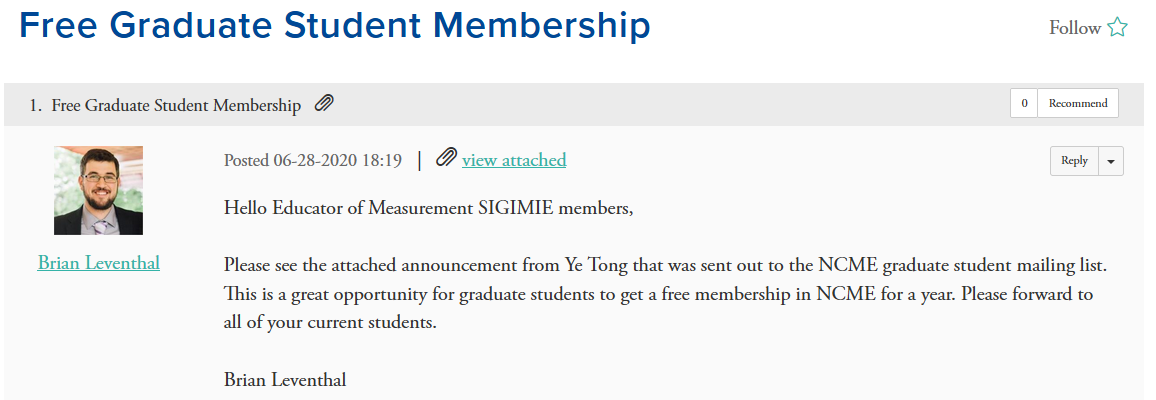 Free Graduate Student Membership
Follow
1. Free Graduate Student Membership
0 Recommend
Posted 06-28-2020 18:19 | view attached
Reply
Hello Educator of Measurement SIGIMIE members,
Brian Leventhal
Please see the attached announcement from Ye Tong that was sent out to the NCME graduate student mailing list.
This is a great opportunity for graduate students to get a free membership in NCME for a year. Please forward to
all of your current students.
Brian Leventhal